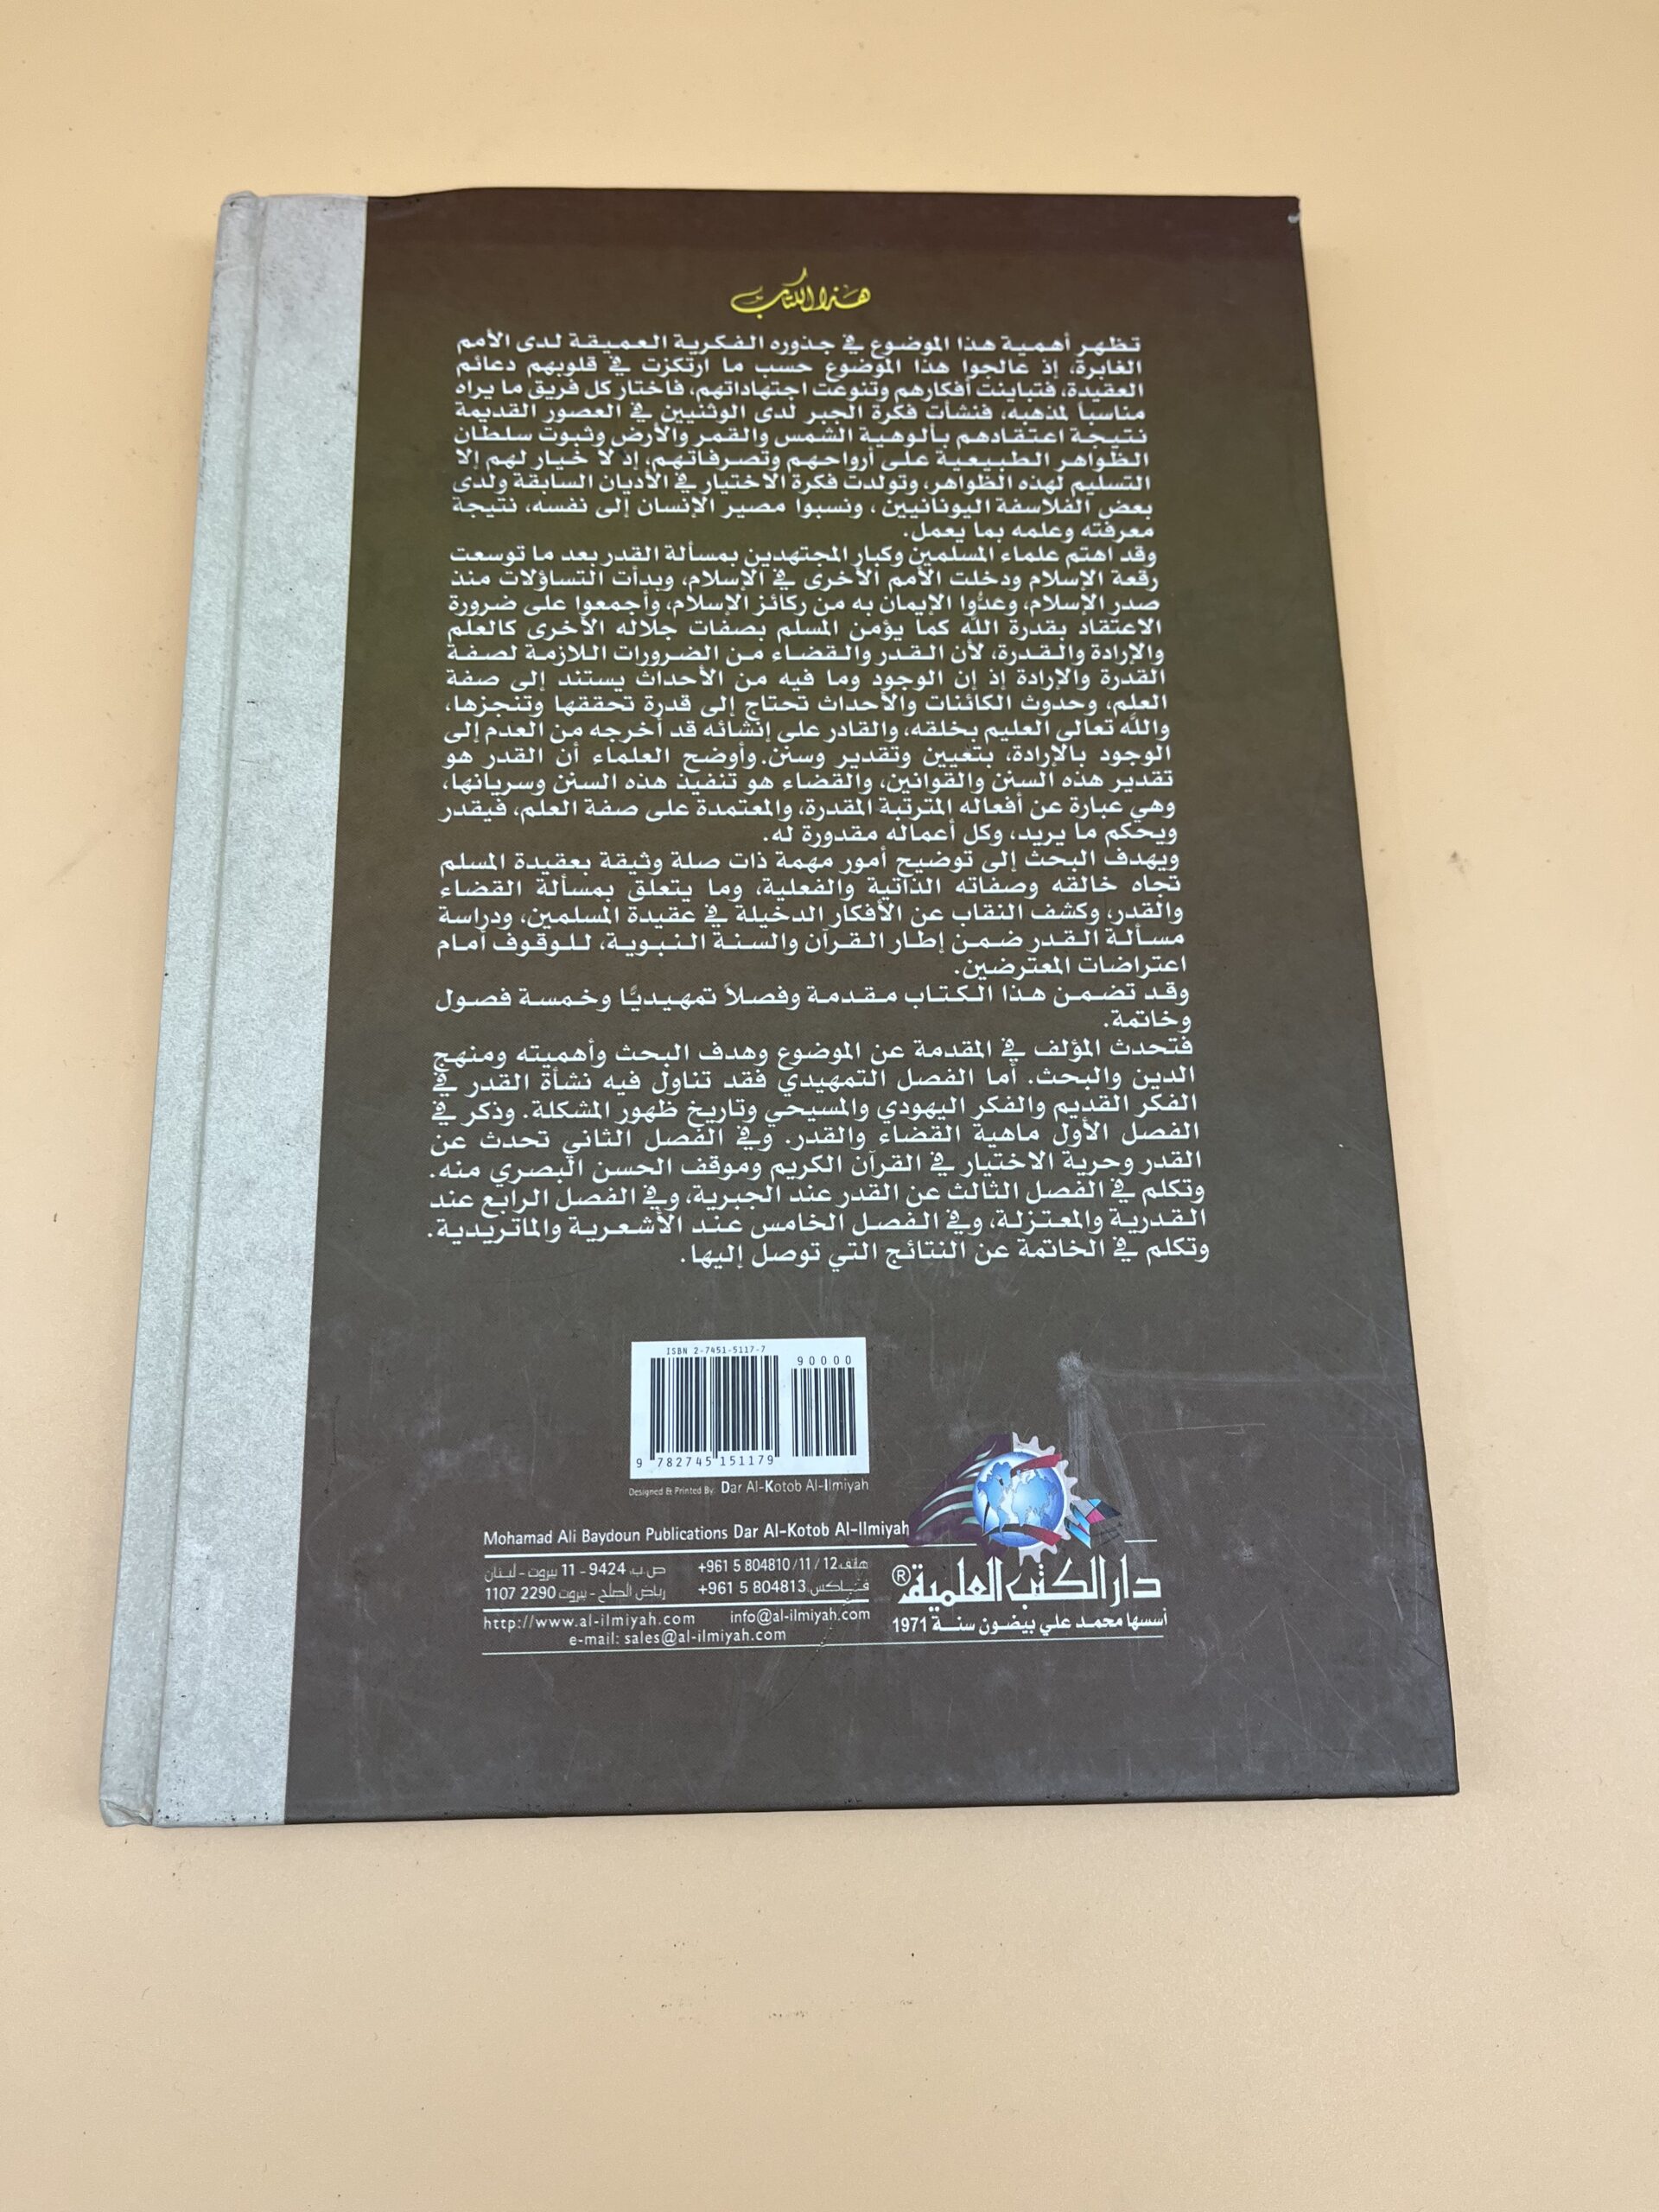 هذا الكتاب
تظهر أهمية هذا الموضوع في جذوره الفكرية العميقة لدى الأمم
الغابرة، إذ عالجوا هذا الموضوع حسب ما ارتكزت في قلوبهم دعائم
العقيدة، فتباينت أفكارهم وتنوعت اجتهاداتهم، فاختار كل فريق ما يراه
مناسباً لمذهبه، فنشأت فكرة الجبر لدى الوثنيين في العصور القديمة
نتيجة اعتقادهم بألوهية الشمس والقمر والأرض وثبوت سلطان
الظواهر الطبيعية على أرواحهم وتصرفاتهم، إذ لا خيار لهم إلا
التسليم لهذه الظواهر، وتولدت فكرة الاختيار في الأديان السابقة ولدى
بعض الفلاسفة اليونانيين ، ونسبوا مصير الإنسان إلى نفسه، نتيجة
معرفته وعلمه بما يعمل.
وقد اهتم علماء المسلمين وكبار المجتهدين بمسألة القدر بعد ما توسعت
رقعة الإسلام ودخلت الأمم الأخرى في الإسلام، وبدأت التساؤلات منذ
صدر الإسلام، وعدُّوا الإيمان به من ركائز الإسلام، وأجمعوا على ضرورة
الاعتقاد بقدرة الله كما يؤمن المسلم بصفات جلاله الأخرى كالعلم
والإرادة والقدرة، لأن القدر والقضاء من الضرورات اللازمة لصفة
القدرة والإرادة إذ إن الوجود وما فيه من الأحداث يستند إلى صفة
العلم، وحدوث الكائنات والأحداث تحتاج إلى قدرة تحققها وتنجزها،
والله تعالى العليم بخلقه، والقادر على إنشائه قد أخرجه من العدم إلى
الوجود بالإرادة، بتعيين وتقدير وسنن. وأوضح العلماء أن القدر هو
تقدير هذه السنن والقوانين، والقضاء هو تنفيذ هذه السنن وسريانها،
وهي عبارة عن أفعاله المترتبة المقدرة، والمعتمدة على صفة العلم، فيقدر
ويحكم ما يريد، وكل أعماله مقدورة له.
ويهدف البحث إلى توضيح أمور مهمة ذات صلة وثيقة بعقيدة المسلم
تجاه خالقه وصفاته الذاتية والفعلية، وما يتعلق بمسألة القضاء
والقدر، وكشف النقاب عن الأفكار الدخيلة في عقيدة المسلمين، ودراسة
مسألة القدر ضمن إطار القرآن والسنة النبوية، للوقوف أمام
اعتراضات المعترضين.
وقد تضمن هذا الكتاب مقدمة وفصلاً تمهيديًا وخمسة فصول
وخاتمة.
فتحدث المؤلف في المقدمة عن الموضوع وهدف البحث وأهميته ومنهج
الدين والبحث. أما الفصل التمهيدي فقد تناول فيه نشأة القدر في
الفكر القديم والفكر اليهودي والمسيحي وتاريخ ظهور المشكلة. وذكر في
الفصل الأول ماهية القضاء والقدر. وفي الفصل الثاني تحدث عن
القدر وحرية الاختيار في القرآن الكريم وموقف الحسن البصري منه.
وتكلم في الفصل الثالث عن القدر عند الجبرية، وفي الفصل الرابع عند
القدرية والمعتزلة، وفي الفصل الخامس عند الأشعرية والماتريدية.
وتكلم في الخاتمة عن النتائج التي توصل إليها.
ISBN 2-7451-5117-7
90000
9 782745 151179
Designed & Printed By: Dar Al-Kotob Al-Ilmiyah
Mohamad Ali Baydoun Publications Dar Al-Kotob Al-Ilmiyah
هاتف: 12 / 11 / 804810 5 961+
ص.ب: 9424 - 11 بيروت - لبنان
فاكس: 804813 5 961+
رياض الصلح - بيروت 2290 1107
http://www.al-ilmiyah.com info@al-ilmiyah.com
e-mail: sales@al-ilmiyah.com
دار الكتب العلمية ®
أسسها محمد علي بيضون سنة 1971